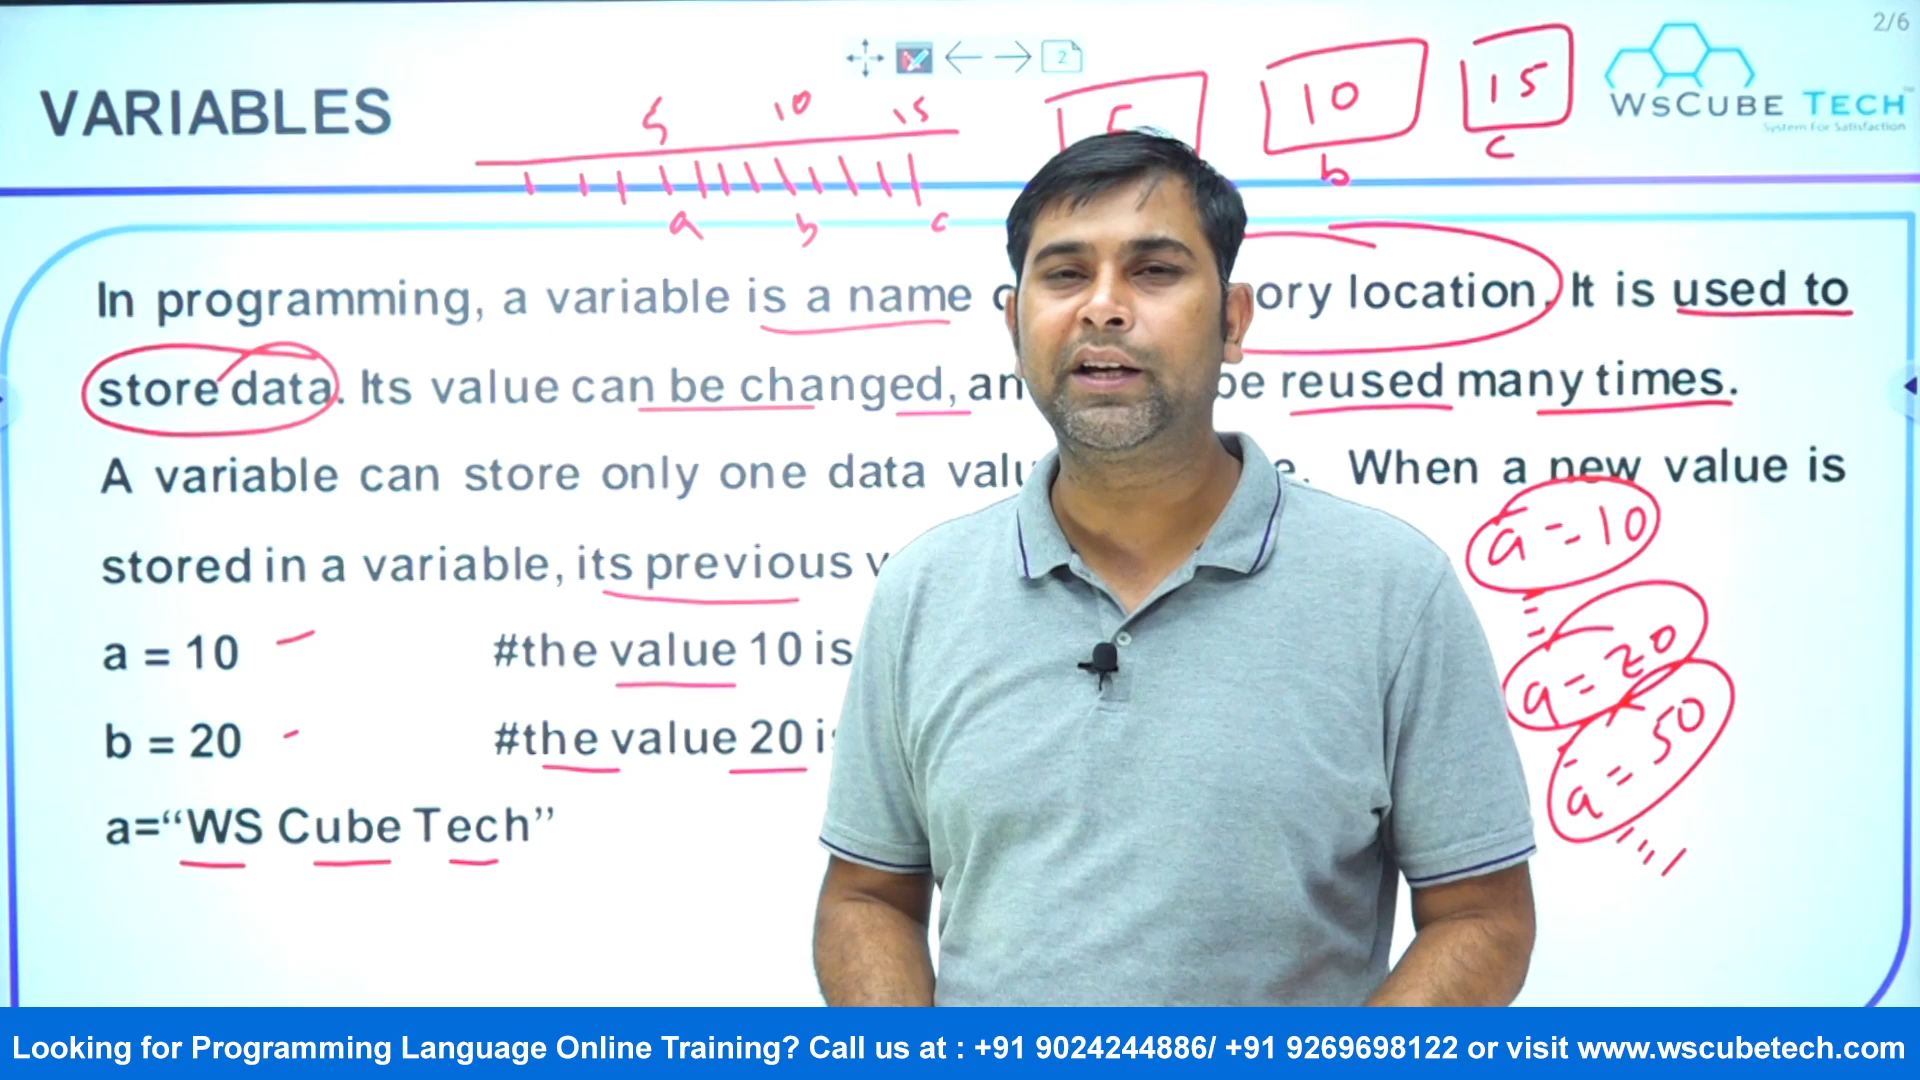 2/6
2
VARIABLES
5 10 15
10 15
WSCUBE TECH
System For Satisfaction
a b c
b c
In programming, a variable is a name location. It is used to
store data. Its value can be changed, be reused many times.
A variable can store only one data When a new value is
stored in a variable, its previous
a = 10
a = 10 #the value 10 is
a = 20
b = 20 #the value 20
a = 50
a=“WS Cube Tech”
Looking for Programming Language Online Training? Call us at : +91 9024244886/ +91 9269698122 or visit www.wscubetech.com